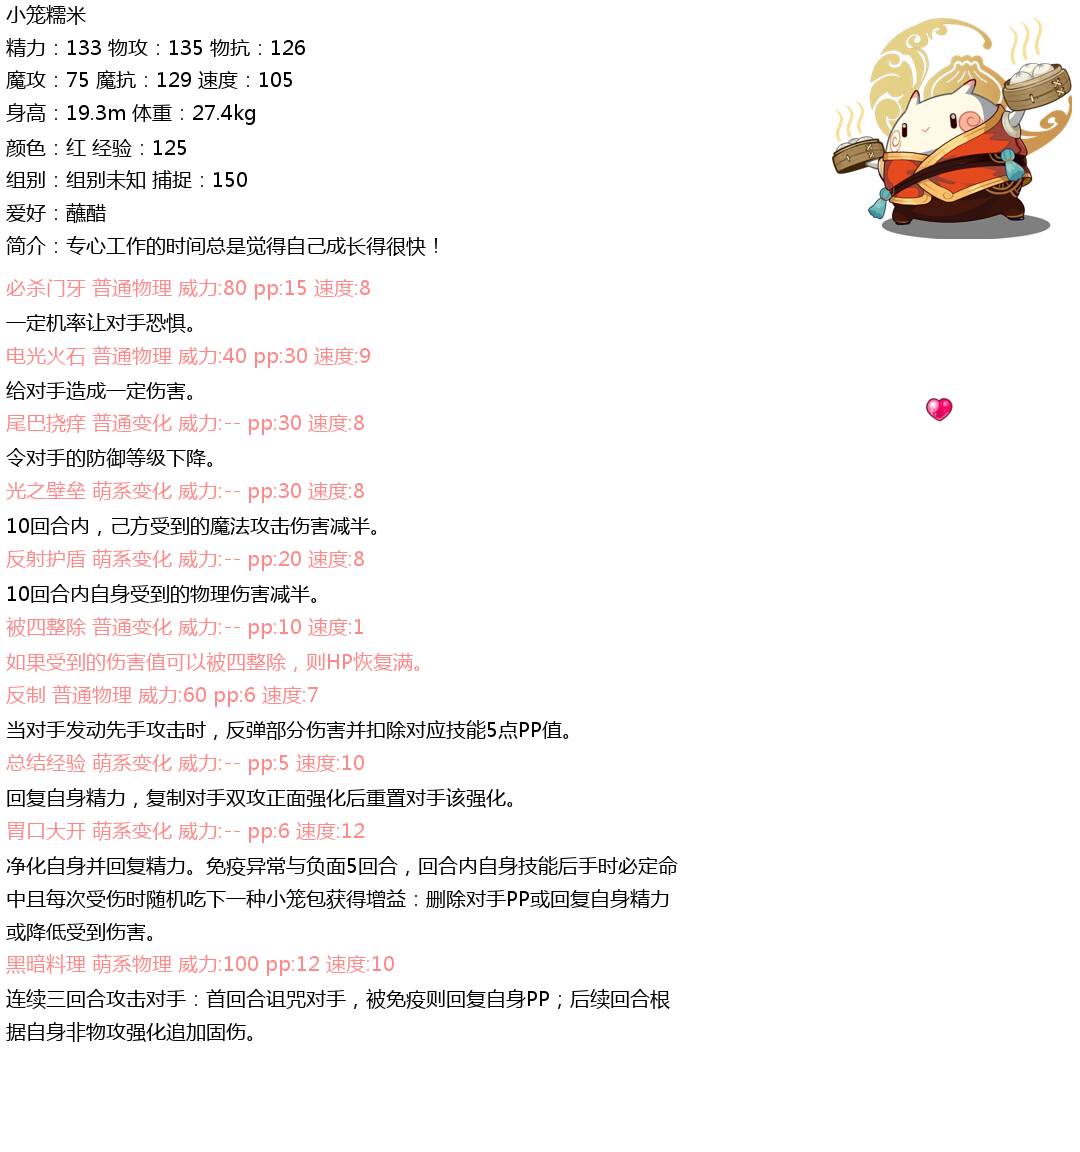 小笼糯米
精力：133 物攻：135 物抗：126
魔攻：75 魔抗：129 速度：105
身高：19.3m 体重：27.4kg
颜色：红 经验：125
组别：组别未知 捕捉：150
爱好：蘸醋
简介：专心工作的时间总是觉得自己成长得很快！
必杀门牙 普通物理 威力:80 pp:15 速度:8
一定机率让对手恐惧。
电光火石 普通物理 威力:40 pp:30 速度:9
给对手造成一定伤害。
尾巴挠痒 普通变化 威力:-- pp:30 速度:8
令对手的防御等级下降。
光之壁垒 萌系变化 威力:-- pp:30 速度:8
10回合内，己方受到的魔法攻击伤害减半。
反射护盾 萌系变化 威力:-- pp:20 速度:8
10回合内自身受到的物理伤害减半。
被四整除 普通变化 威力:-- pp:10 速度:1
如果受到的伤害值可以被四整除，则HP恢复满。
反制 普通物理 威力:60 pp:6 速度:7
当对手发动先手攻击时，反弹部分伤害并扣除对应技能5点PP值。
总结经验 萌系变化 威力:-- pp:5 速度:10
回复自身精力，复制对手双攻正面强化后重置对手该强化。
胃口大开 萌系变化 威力:-- pp:6 速度:12
净化自身并回复精力。免疫异常与负面5回合，回合内自身技能后手时必定命
中且每次受伤时随机吃下一种小笼包获得增益：删除对手PP或回复自身精力
或降低受到伤害。
黑暗料理 萌系物理 威力:100 pp:12 速度:10
连续三回合攻击对手：首回合诅咒对手，被免疫则回复自身PP；后续回合根
据自身非物攻强化追加固伤。